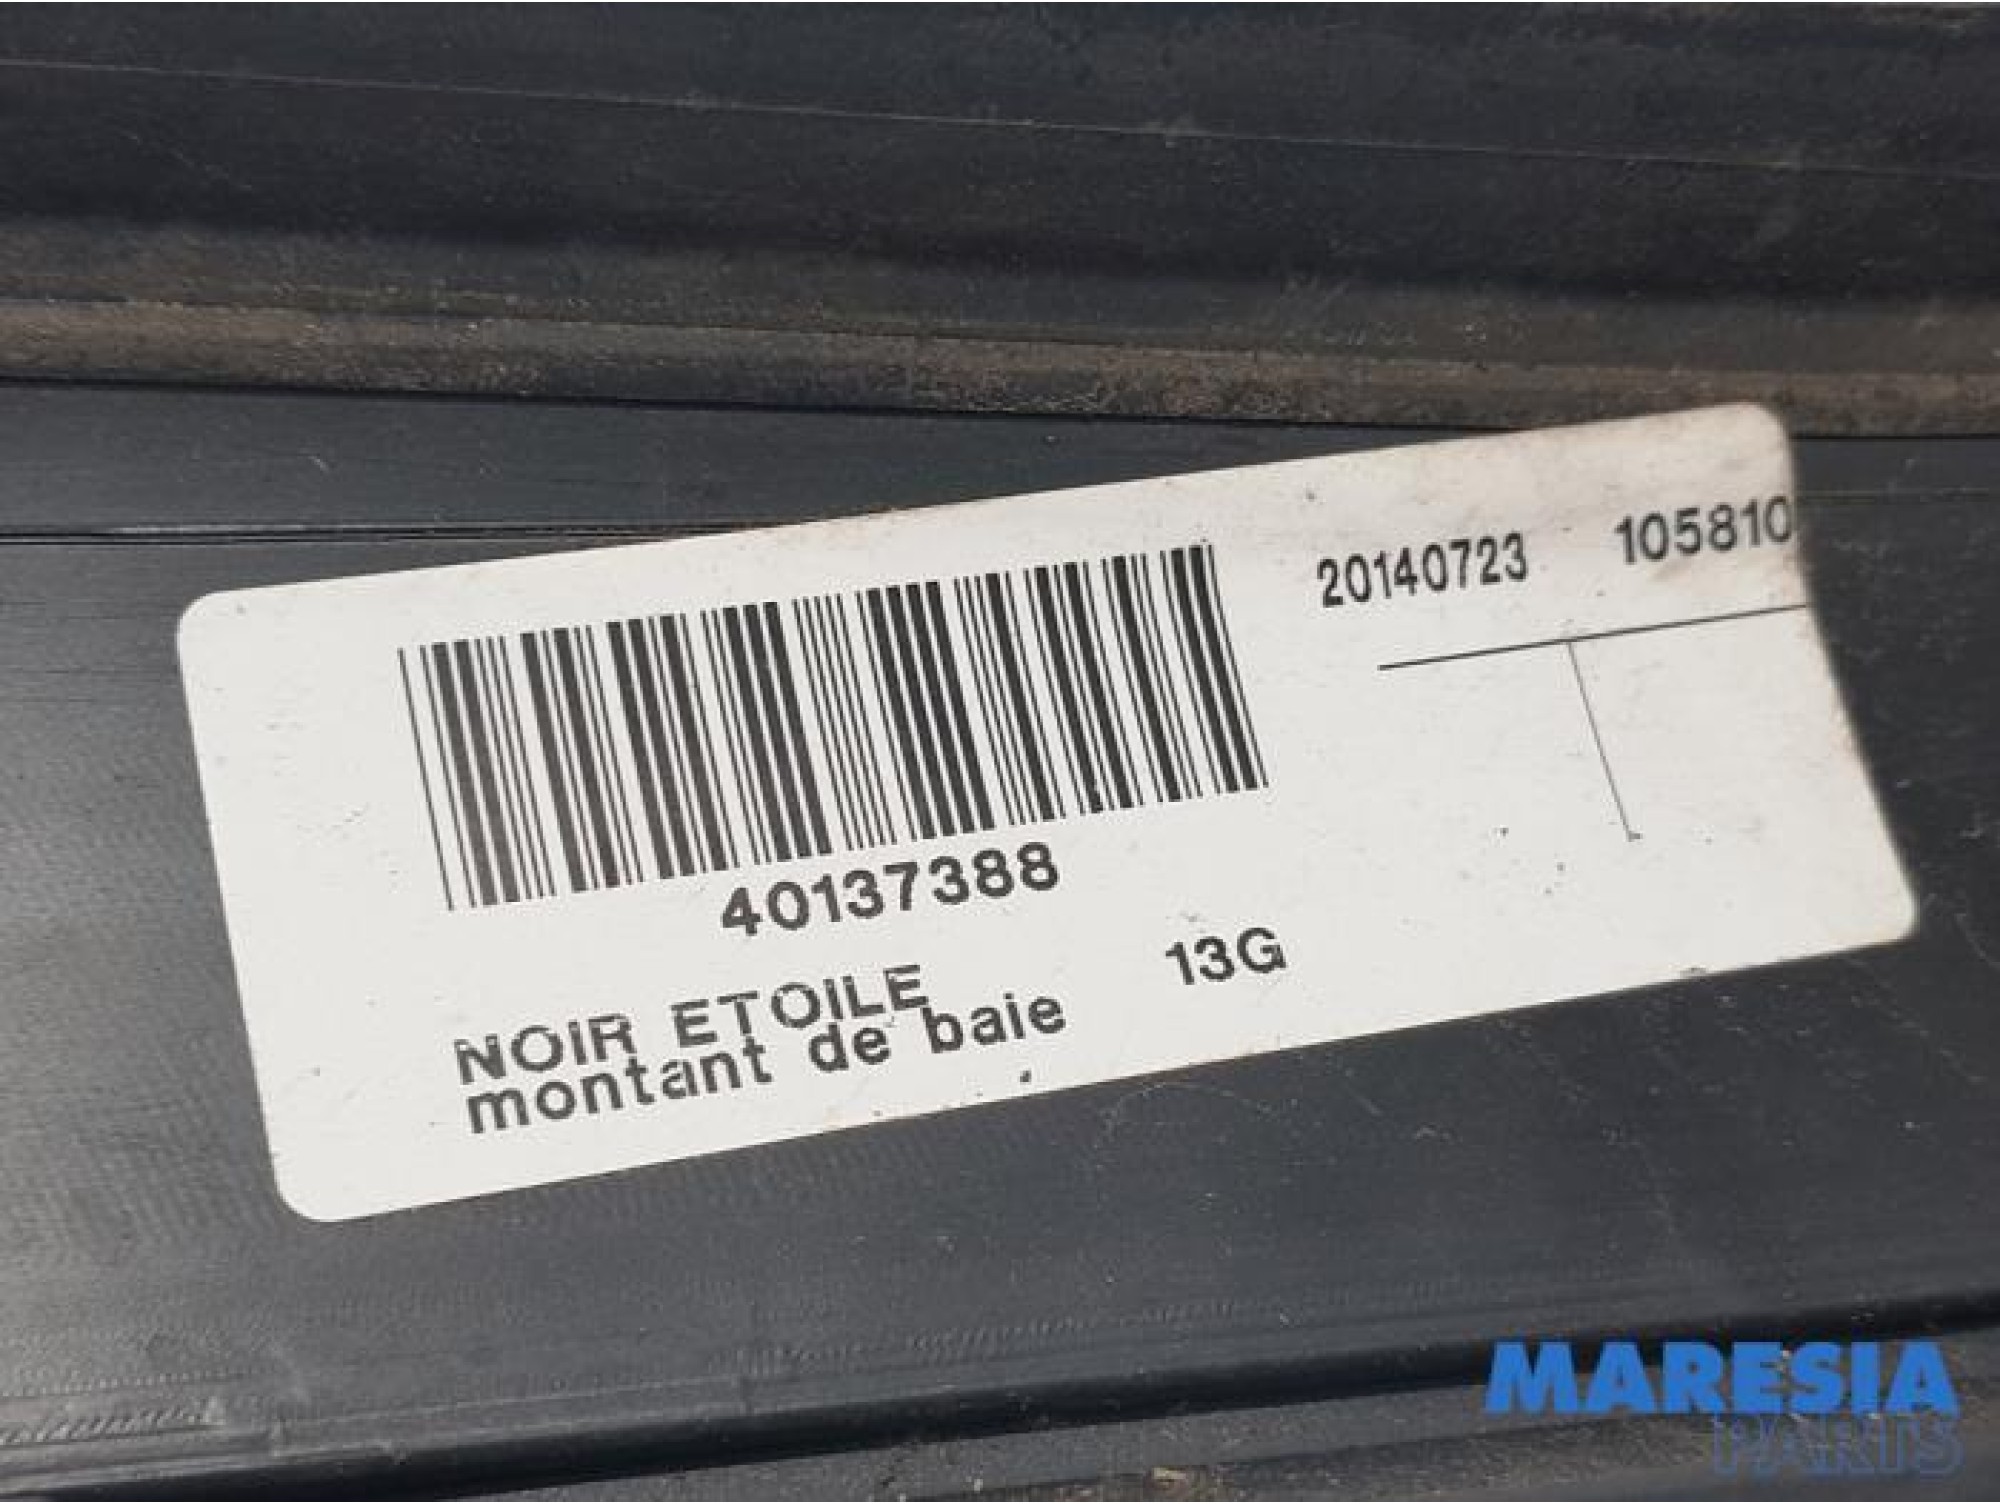 20140723 105810
40137388
NOIR ETOILE 13G
montant de baie
MARESIA
PARTS